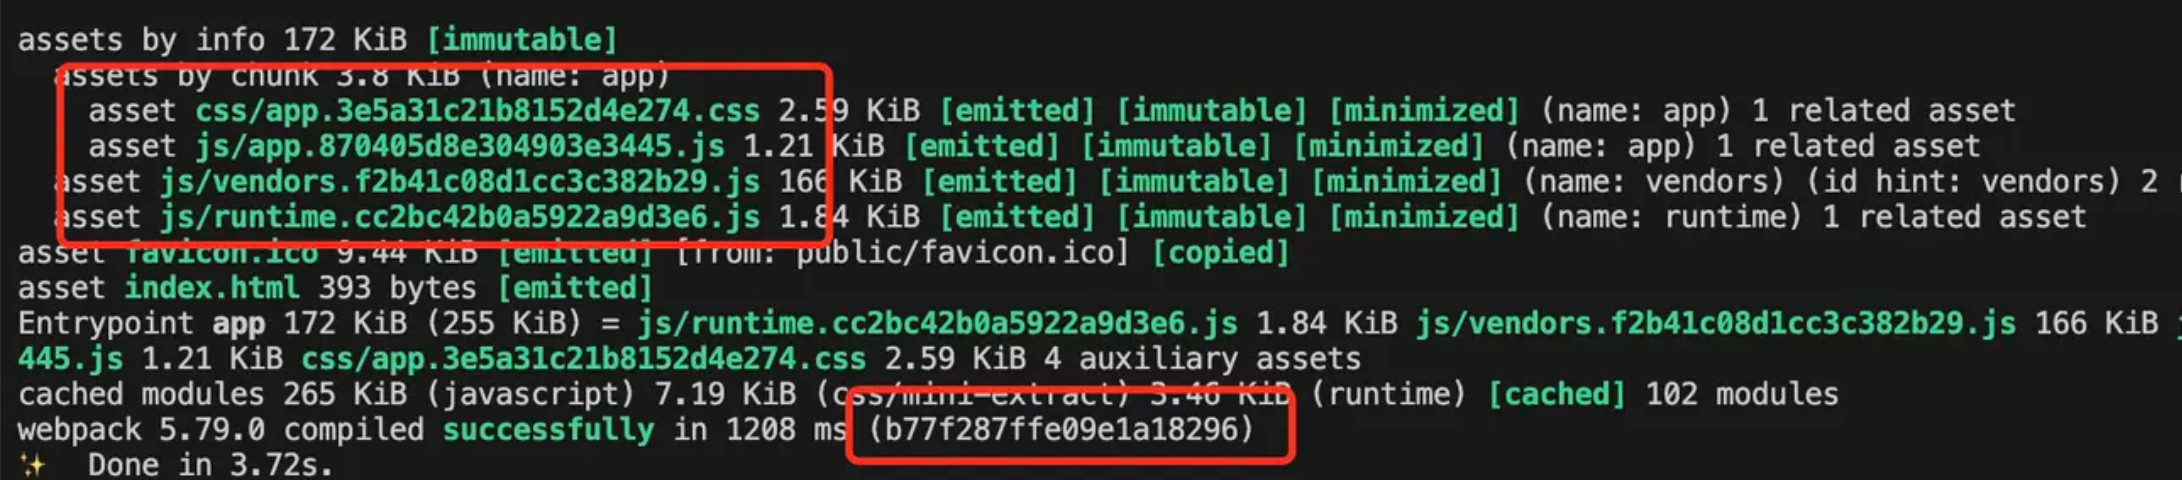 assets by info 172 KiB [immutable]
assets by chunk 3.8 KiB (name: app)
asset css/app.3e5a31c21b8152d4e274.css 2.59 KiB [emitted] [immutable] [minimized] (name: app) 1 related asset
asset js/app.870405d8e304903e3445.js 1.21 KiB [emitted] [immutable] [minimized] (name: app) 1 related asset
asset js/vendors.f2b41c08d1cc3c382b29.js 166 KiB [emitted] [immutable] [minimized] (name: vendors) (id hint: vendors) 2
asset js/runtime.cc2bc42b0a5922a9d3e6.js 1.84 KiB [emitted] [immutable] [minimized] (name: runtime) 1 related asset
asset favicon.ico 9.44 KiB [emitted] [from: public/favicon.ico] [copied]
asset index.html 393 bytes [emitted]
Entrypoint app 172 KiB (255 KiB) = js/runtime.cc2bc42b0a5922a9d3e6.js 1.84 KiB js/vendors.f2b41c08d1cc3c382b29.js 166 KiB
445.js 1.21 KiB css/app.3e5a31c21b8152d4e274.css 2.59 KiB 4 auxiliary assets
cached modules 265 KiB (javascript) 7.19 KiB (css/mini-extract) 3.46 KiB (runtime) [cached] 102 modules
webpack 5.79.0 compiled successfully in 1208 ms (b77f287ffe09e1a18296)
✨ Done in 3.72s.